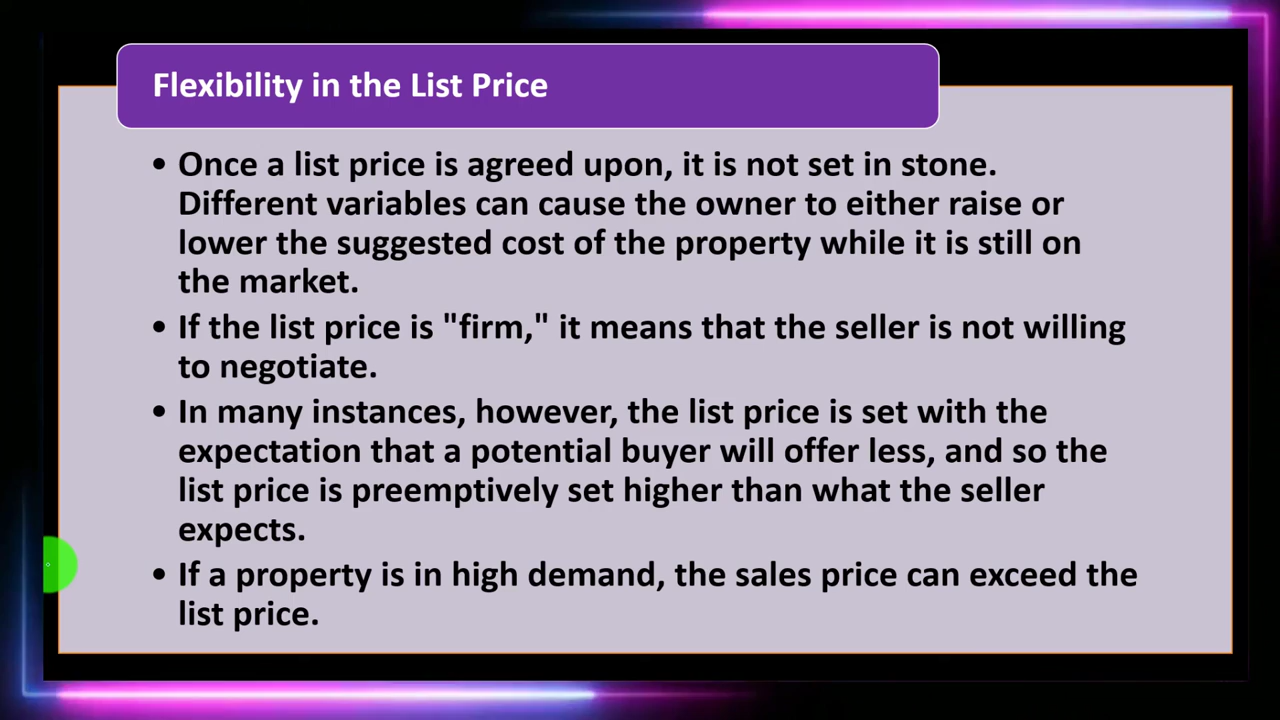 Flexibility in the List Price
• Once a list price is agreed upon, it is not set in stone.
Different variables can cause the owner to either raise or
lower the suggested cost of the property while it is still on
the market.
• If the list price is "firm," it means that the seller is not willing
to negotiate.
• In many instances, however, the list price is set with the
expectation that a potential buyer will offer less, and so the
list price is preemptively set higher than what the seller
expects.
• If a property is in high demand, the sales price can exceed the
list price.